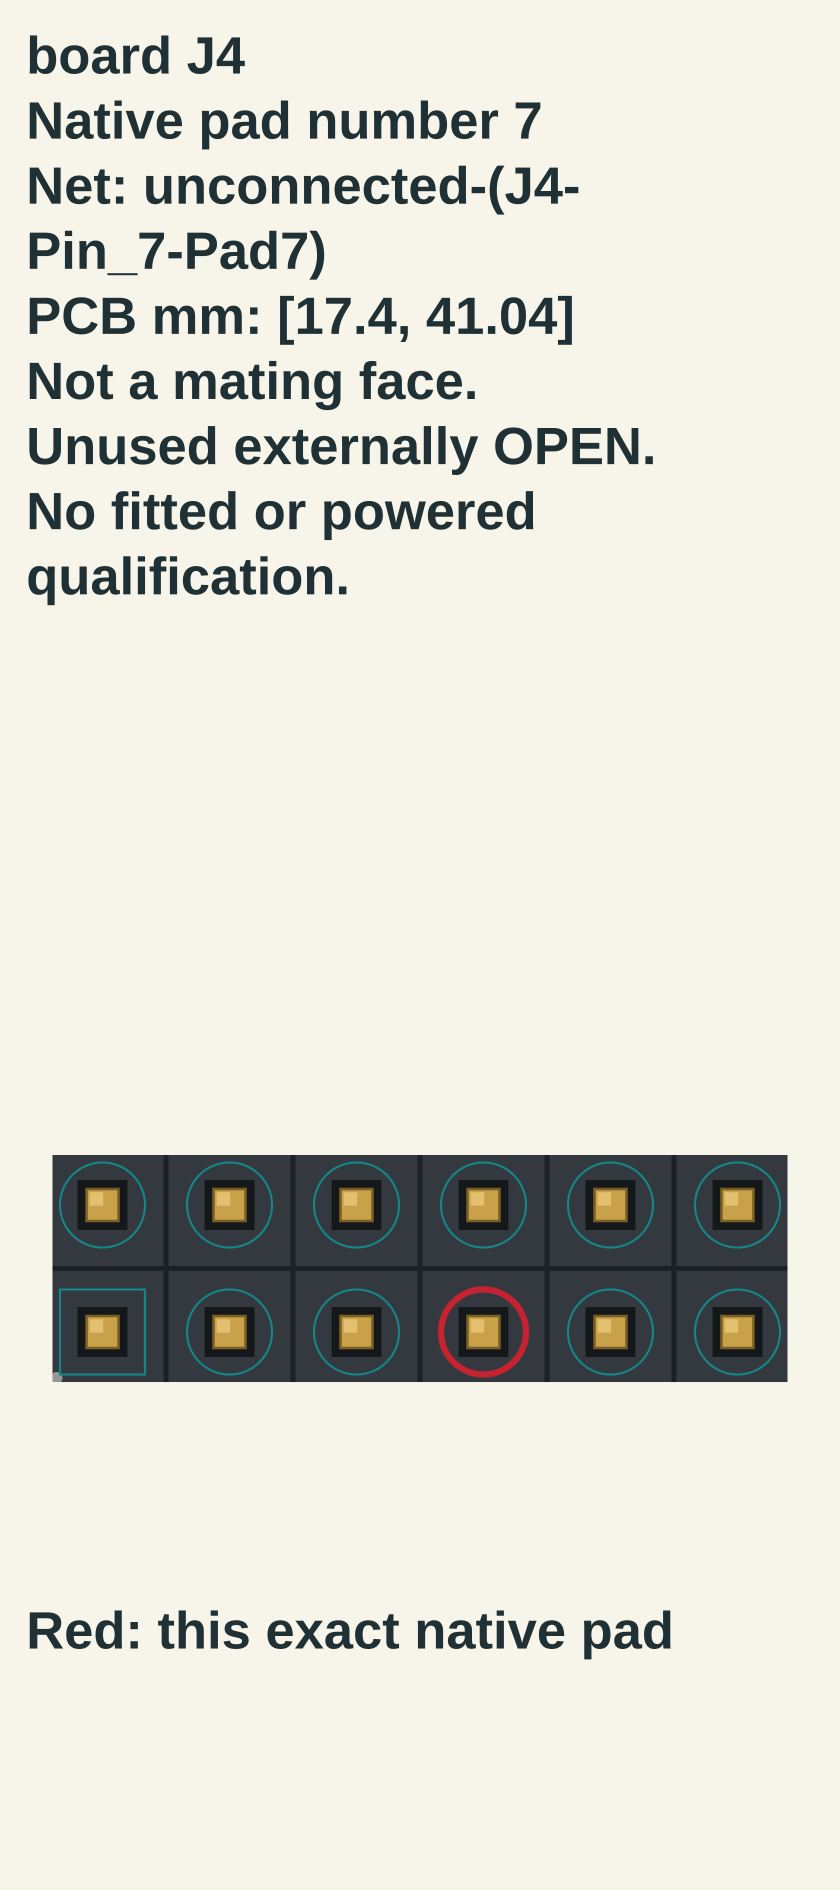 board J4
Native pad number 7
Net: unconnected-(J4-
Pin_7-Pad7)
PCB mm: [17.4, 41.04]
Not a mating face.
Unused externally OPEN.
No fitted or powered
qualification.
Red: this exact native pad